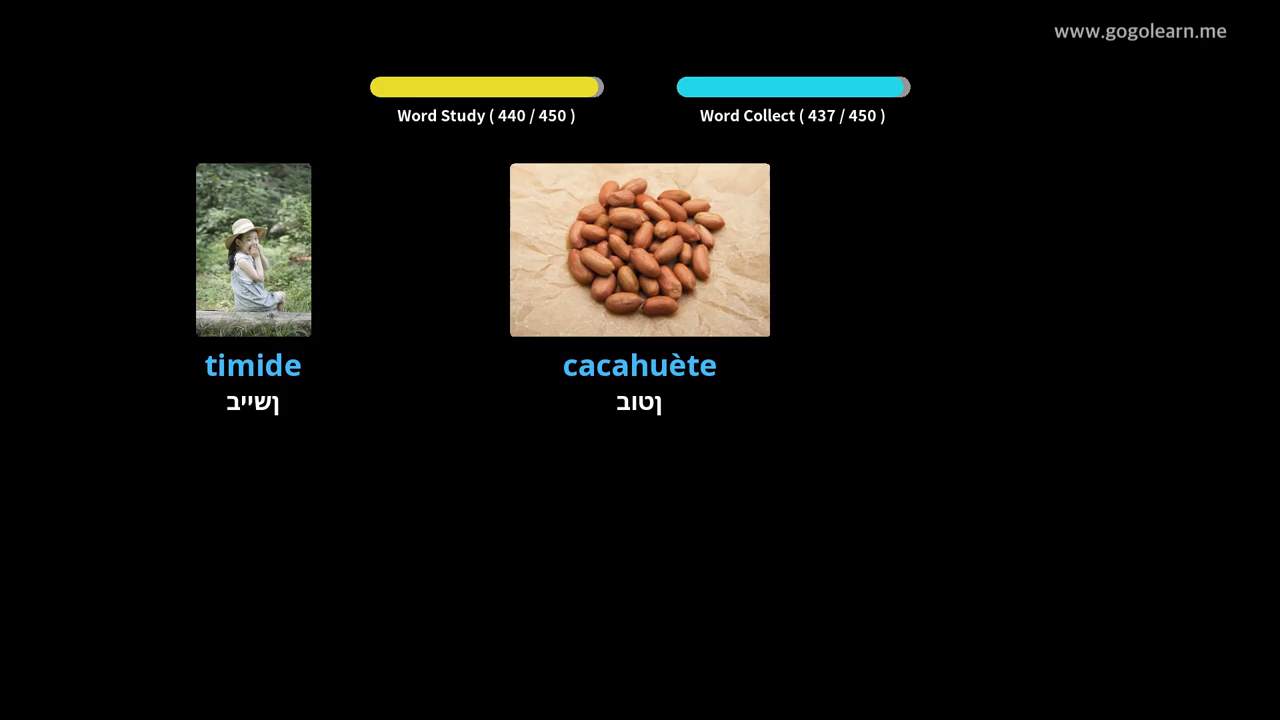 www.gogolearn.me
Word Study ( 440 / 450 )
Word Collect ( 437 / 450 )
timide
ןשייב
cacahuète
ןטוב